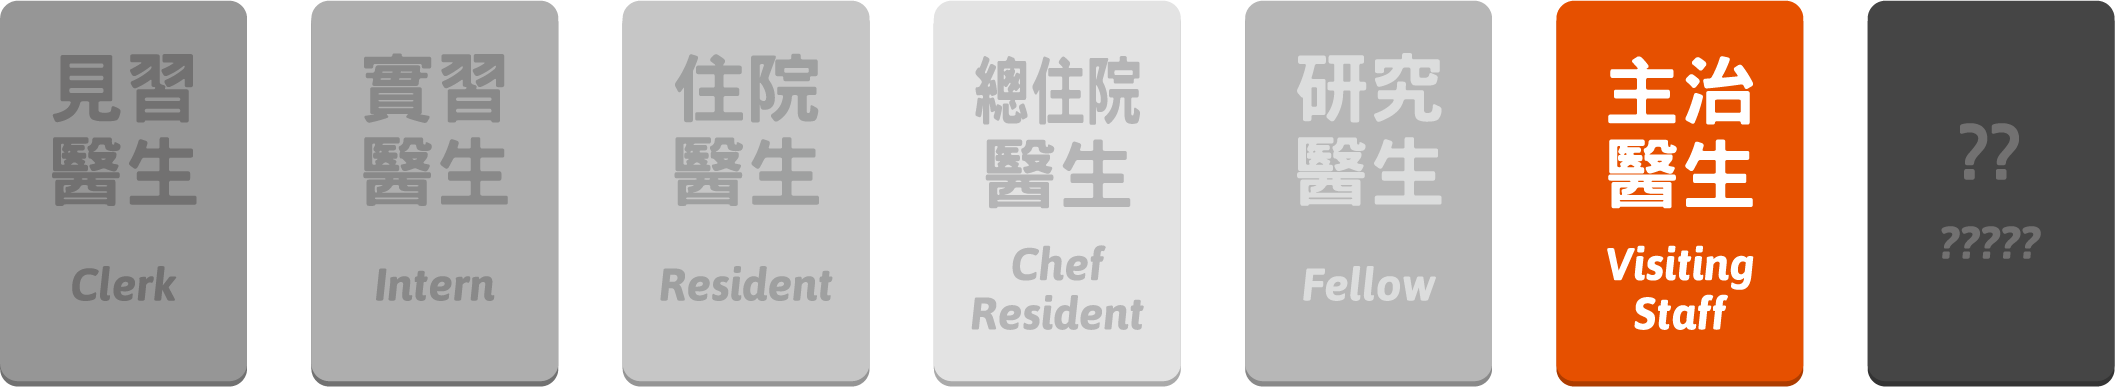 見習
醫生
Clerk
實習
醫生
Intern
住院
醫生
Resident
總住院
醫生
Chef
Resident
研究
醫生
Fellow
主治
醫生
Visiting
Staff
??
?????